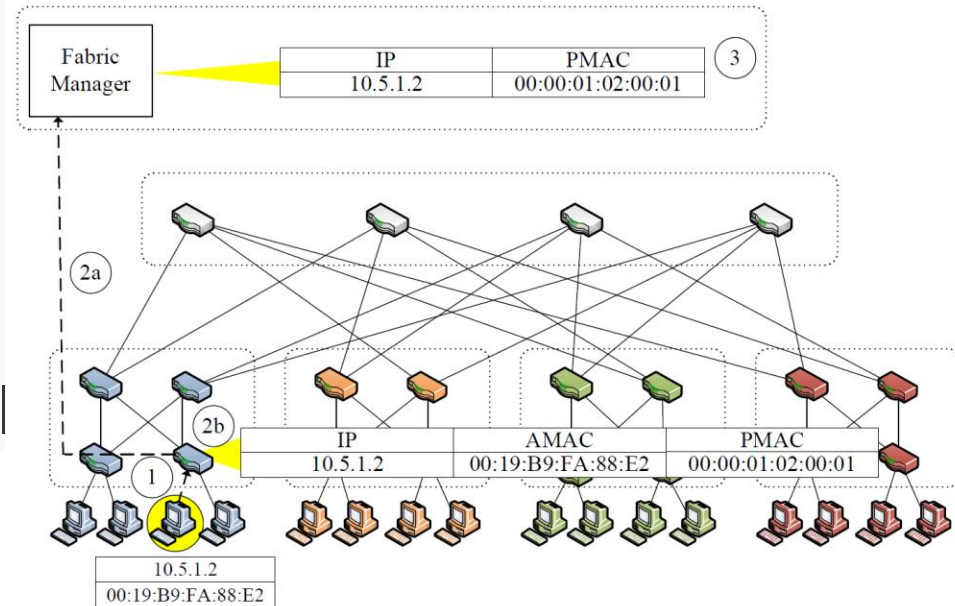 Fabric
Manager
IP PMAC
10.5.1.2 00:00:01:02:00:01
3
2a
2b
IP AMAC PMAC
10.5.1.2 00:19:B9:FA:88:E2 00:00:01:02:00:01
1
10.5.1.2
00:19:B9:FA:88:E2